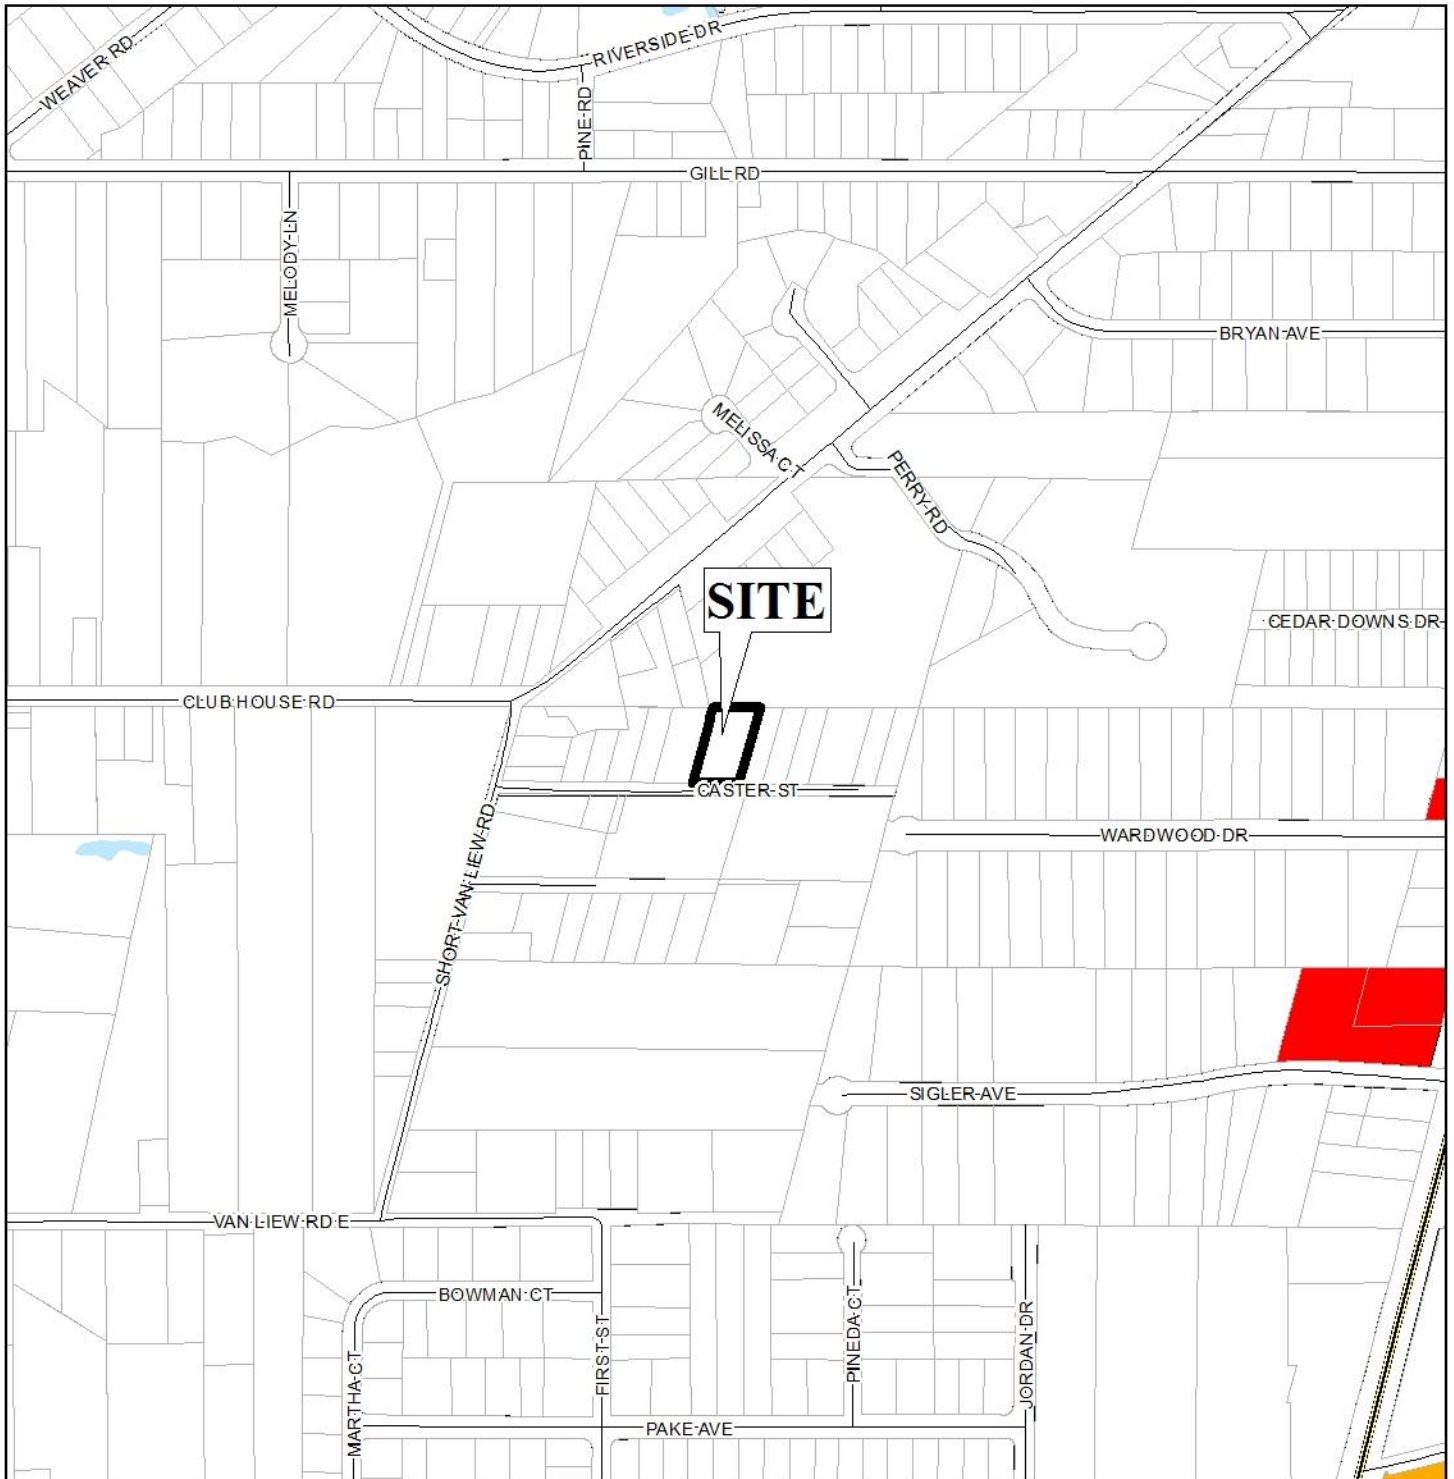 WEAVER RD
RIVERSIDE DR
PINE RD
GILL RD
MELODY LN
BRYAN AVE
MELISSA CT
PERRY RD
SITE
CEDAR DOWNS DR
CLUB HOUSE RD
CASTER ST
SHORT VAN LIEW RD
WARDWOOD DR
SIGLER AVE
VAN LIEW RD E
BOWMAN CT
MARTHA CT
FIRST ST
PINEDA CT
JORDAN DR
PAKE AVE